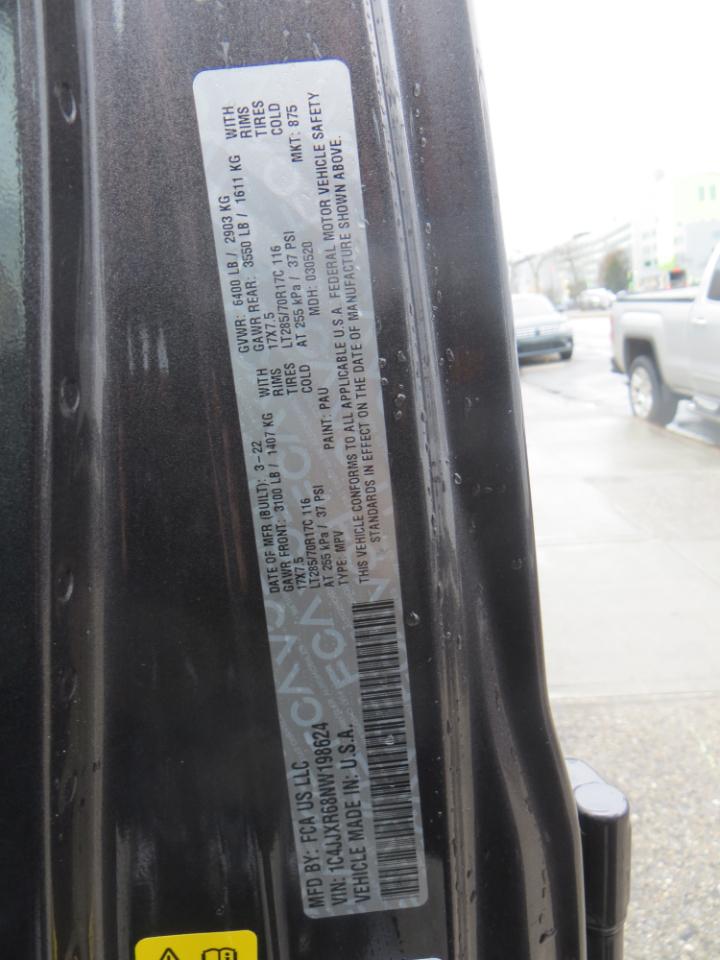 MFD BY: FCA US LLC
DATE OF MFR (BUILT): 3-22
GVWR: 6400 LB / 2903 KG
GAWR FRONT: 3100 LB / 1407 KG WITH
GAWR REAR: 3550 LB / 1611 KG WITH
17X7.5 RIMS
17X7.5 RIMS
LT285/70R17C 116 TIRES
LT285/70R17C 116 TIRES
AT 255 kPa / 37 PSI COLD
AT 255 kPa / 37 PSI COLD
VIN: 1C4JJXR68NW198624
TYPE: MPV PAINT: PAU MDH: 030520 MKT: 875
VEHICLE MADE IN: U.S.A.
THIS VEHICLE CONFORMS TO ALL APPLICABLE U.S.A. FEDERAL MOTOR VEHICLE SAFETY
STANDARDS IN EFFECT ON THE DATE OF MANUFACTURE SHOWN ABOVE.